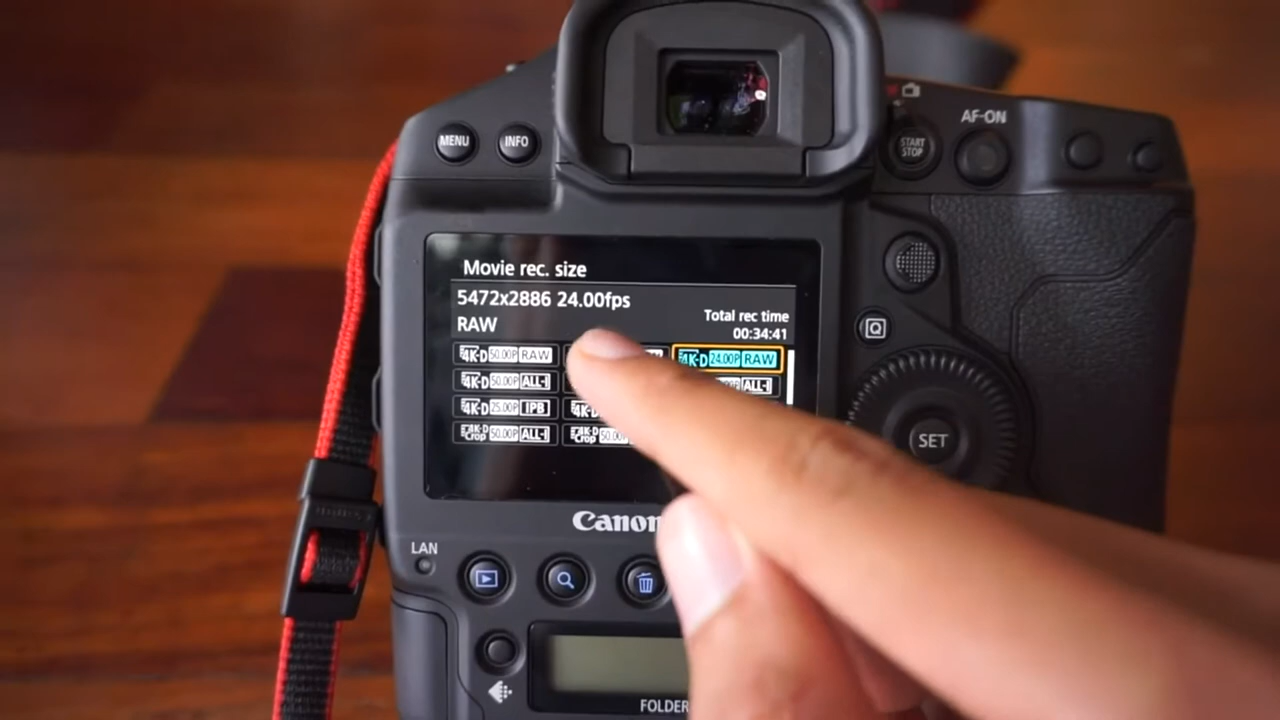 MENU INFO
START
STOP
AF-ON
Movie rec. size
5472x2886 24.00fps
RAW
Total rec time
00:34:41
4K-D 50.00P RAW
4K-D 24.00P RAW
4K-D 50.00P ALL-I
ALL-I
4K-D 25.00P IPB
4K-D
4K-D Crop 50.00P ALL-I
4K-D Crop 50.00P
Q
SET
Canon
LAN
FOLDER